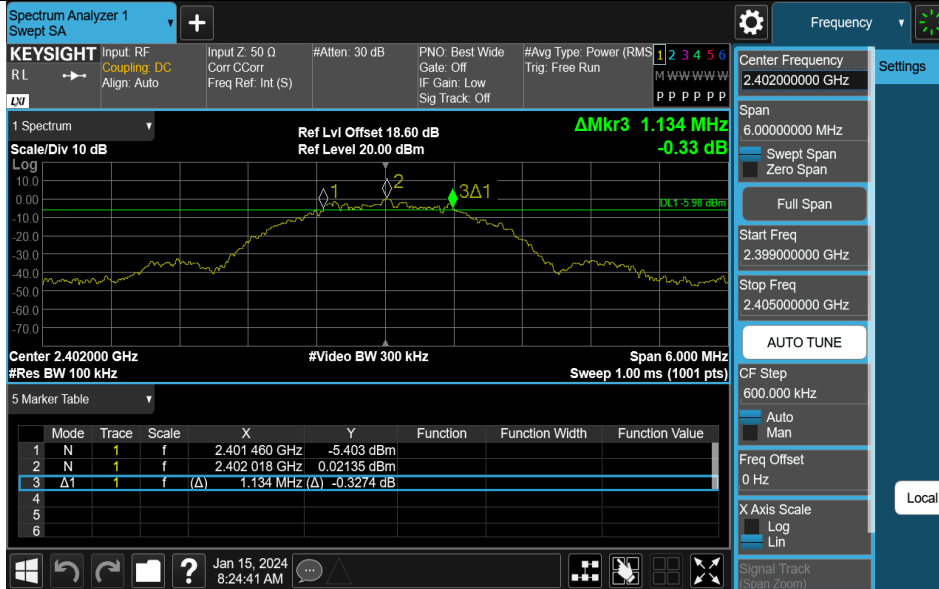 Spectrum Analyzer 1
Swept SA
+
Frequency
KEYSIGHT
RL
LXI
Input: RF
Coupling: DC
Align: Auto
Input Z: 50 Ω
Corr CCorr
Freq Ref: Int (S)
#Atten: 30 dB
PNO: Best Wide
Gate: Off
IF Gain: Low
Sig Track: Off
#Avg Type: Power (RMS
Trig: Free Run
1 2 3 4 5 6
M W W W W W
P P P P P P
Center Frequency
2.402000000 GHz
Settings
Span
6.00000000 MHz
Swept Span
Zero Span
Full Span
Start Freq
2.399000000 GHz
Stop Freq
2.405000000 GHz
AUTO TUNE
CF Step
600.000 kHz
Auto
Man
Freq Offset
0 Hz
X Axis Scale
Log
Lin
Signal Track
(Span Zoom)
Local
1 Spectrum
Scale/Div 10 dB
Ref Lvl Offset 18.60 dB
Ref Level 20.00 dBm
ΔMkr3 1.134 MHz
-0.33 dB
Log
10.0
0.00
-10.0
-20.0
-30.0
-40.0
-50.0
-60.0
-70.0
1
2
3Δ1
DL1 -5.98 dBm
Center 2.402000 GHz
#Video BW 300 kHz
Span 6.000 MHz
#Res BW 100 kHz
Sweep 1.00 ms (1001 pts)
5 Marker Table
Mode Trace Scale X Y Function Function Width Function Value
1 N 1 f 2.401 460 GHz -5.403 dBm
2 N 1 f 2.402 018 GHz 0.02135 dBm
3 Δ1 1 f (Δ) 1.134 MHz (Δ) -0.3274 dB
4
5
6
?
Jan 15, 2024
8:24:41 AM